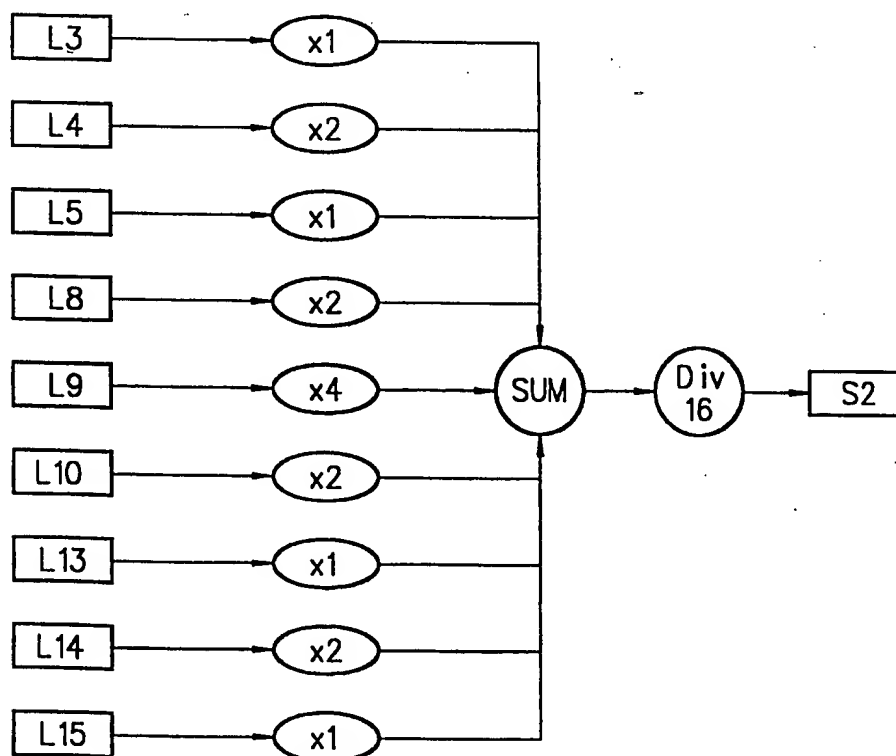 L3 x1
L4 x2
L5 x1
L8 x2
L9 x4 SUM Div 16 S2
L10 x2
L13 x1
L14 x2
L15 x1